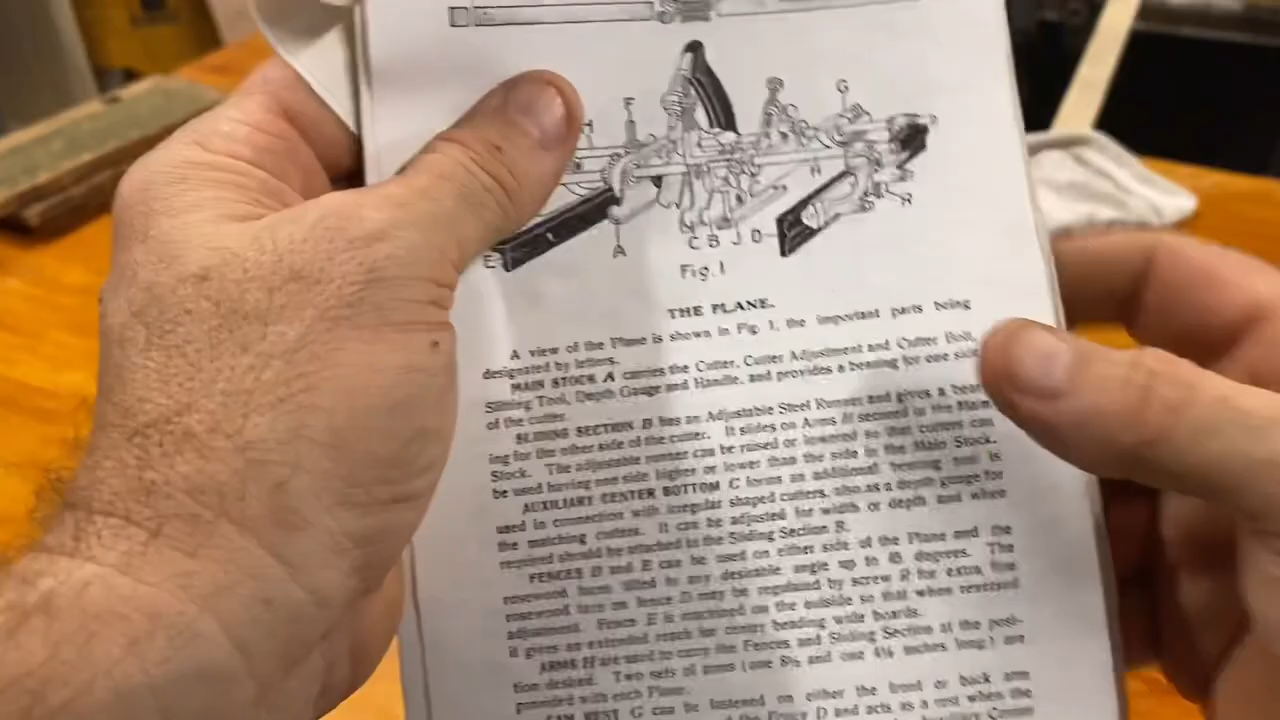 F
G
H
R
E
A
C B J D
Fig. 1
THE PLANE.
A view of the Plane is shown in Fig 1, the important parts being
designated by letters.
MAIN STOCK A carries the Cutter, Cutter Adjustment and Cutter Bolt,
Slitting Tool, Depth Gauge and Handle, and provides a bearing for one side
of the cutter.
SLIDING SECTION B has an Adjustable Steel Runner and gives a bear-
ing for the other side of the cutter. It slides on Arms H secured to the Main
Stock. The adjustable runner can be raised or lowered so that cutters can
be used having one side higher or lower than the side in the Main Stock.
AUXILIARY CENTER BOTTOM C forms an additional bearing and is
used in connection with irregular shaped cutters, also as a depth gauge for
the matching cutters. It can be adjusted for width or depth and when
required should be attached to the Sliding Section B.
FENCES D and E can be used on either side of the Plane and the
rosewood faces tilted to any desirable angle up to 45 degrees. The
rosewood face on fence D may be regulated by screw R for extra fine
adjustment. Fence E is on the outside so that when reversed
it gives an extended reach for beading wide boards.
ARMS H are used to carry the Fences and Sliding Section at the posi-
tion desired. Two sets of arms (one 8½ and one 4½ inches long) are
provided with each Plane.
G can be fastened on either the front or back arm
Fence D and acts as a rest when the